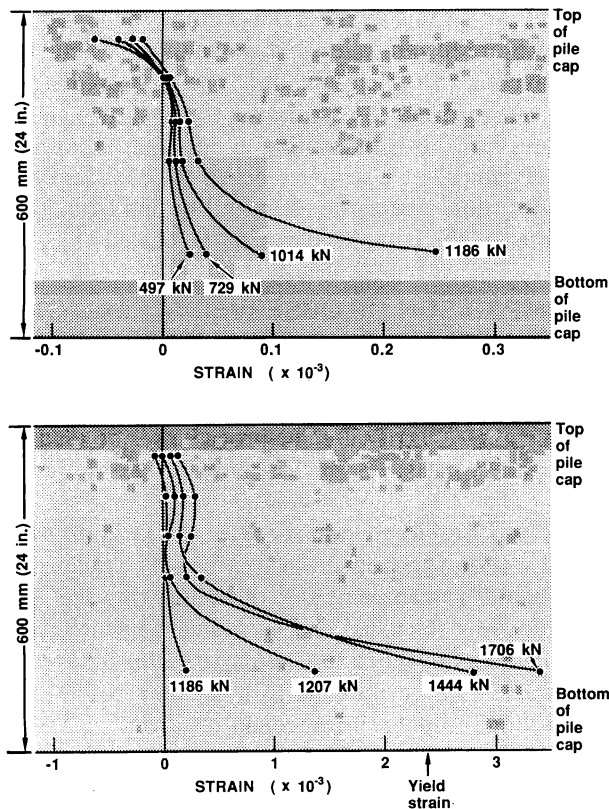 Top
of
pile
cap
600 mm (24 in.)
1186 kN
1014 kN
497 kN
729 kN
Bottom
of
pile
cap
-0.1
0
0.1
0.2
0.3
STRAIN ( x 10-3)
Top
of
pile
cap
600 mm (24 in.)
1706 kN
1186 kN
1207 kN
1444 kN
Bottom
of
pile
cap
-1
0
1
2
3
STRAIN ( x 10-3)
Yield
strain